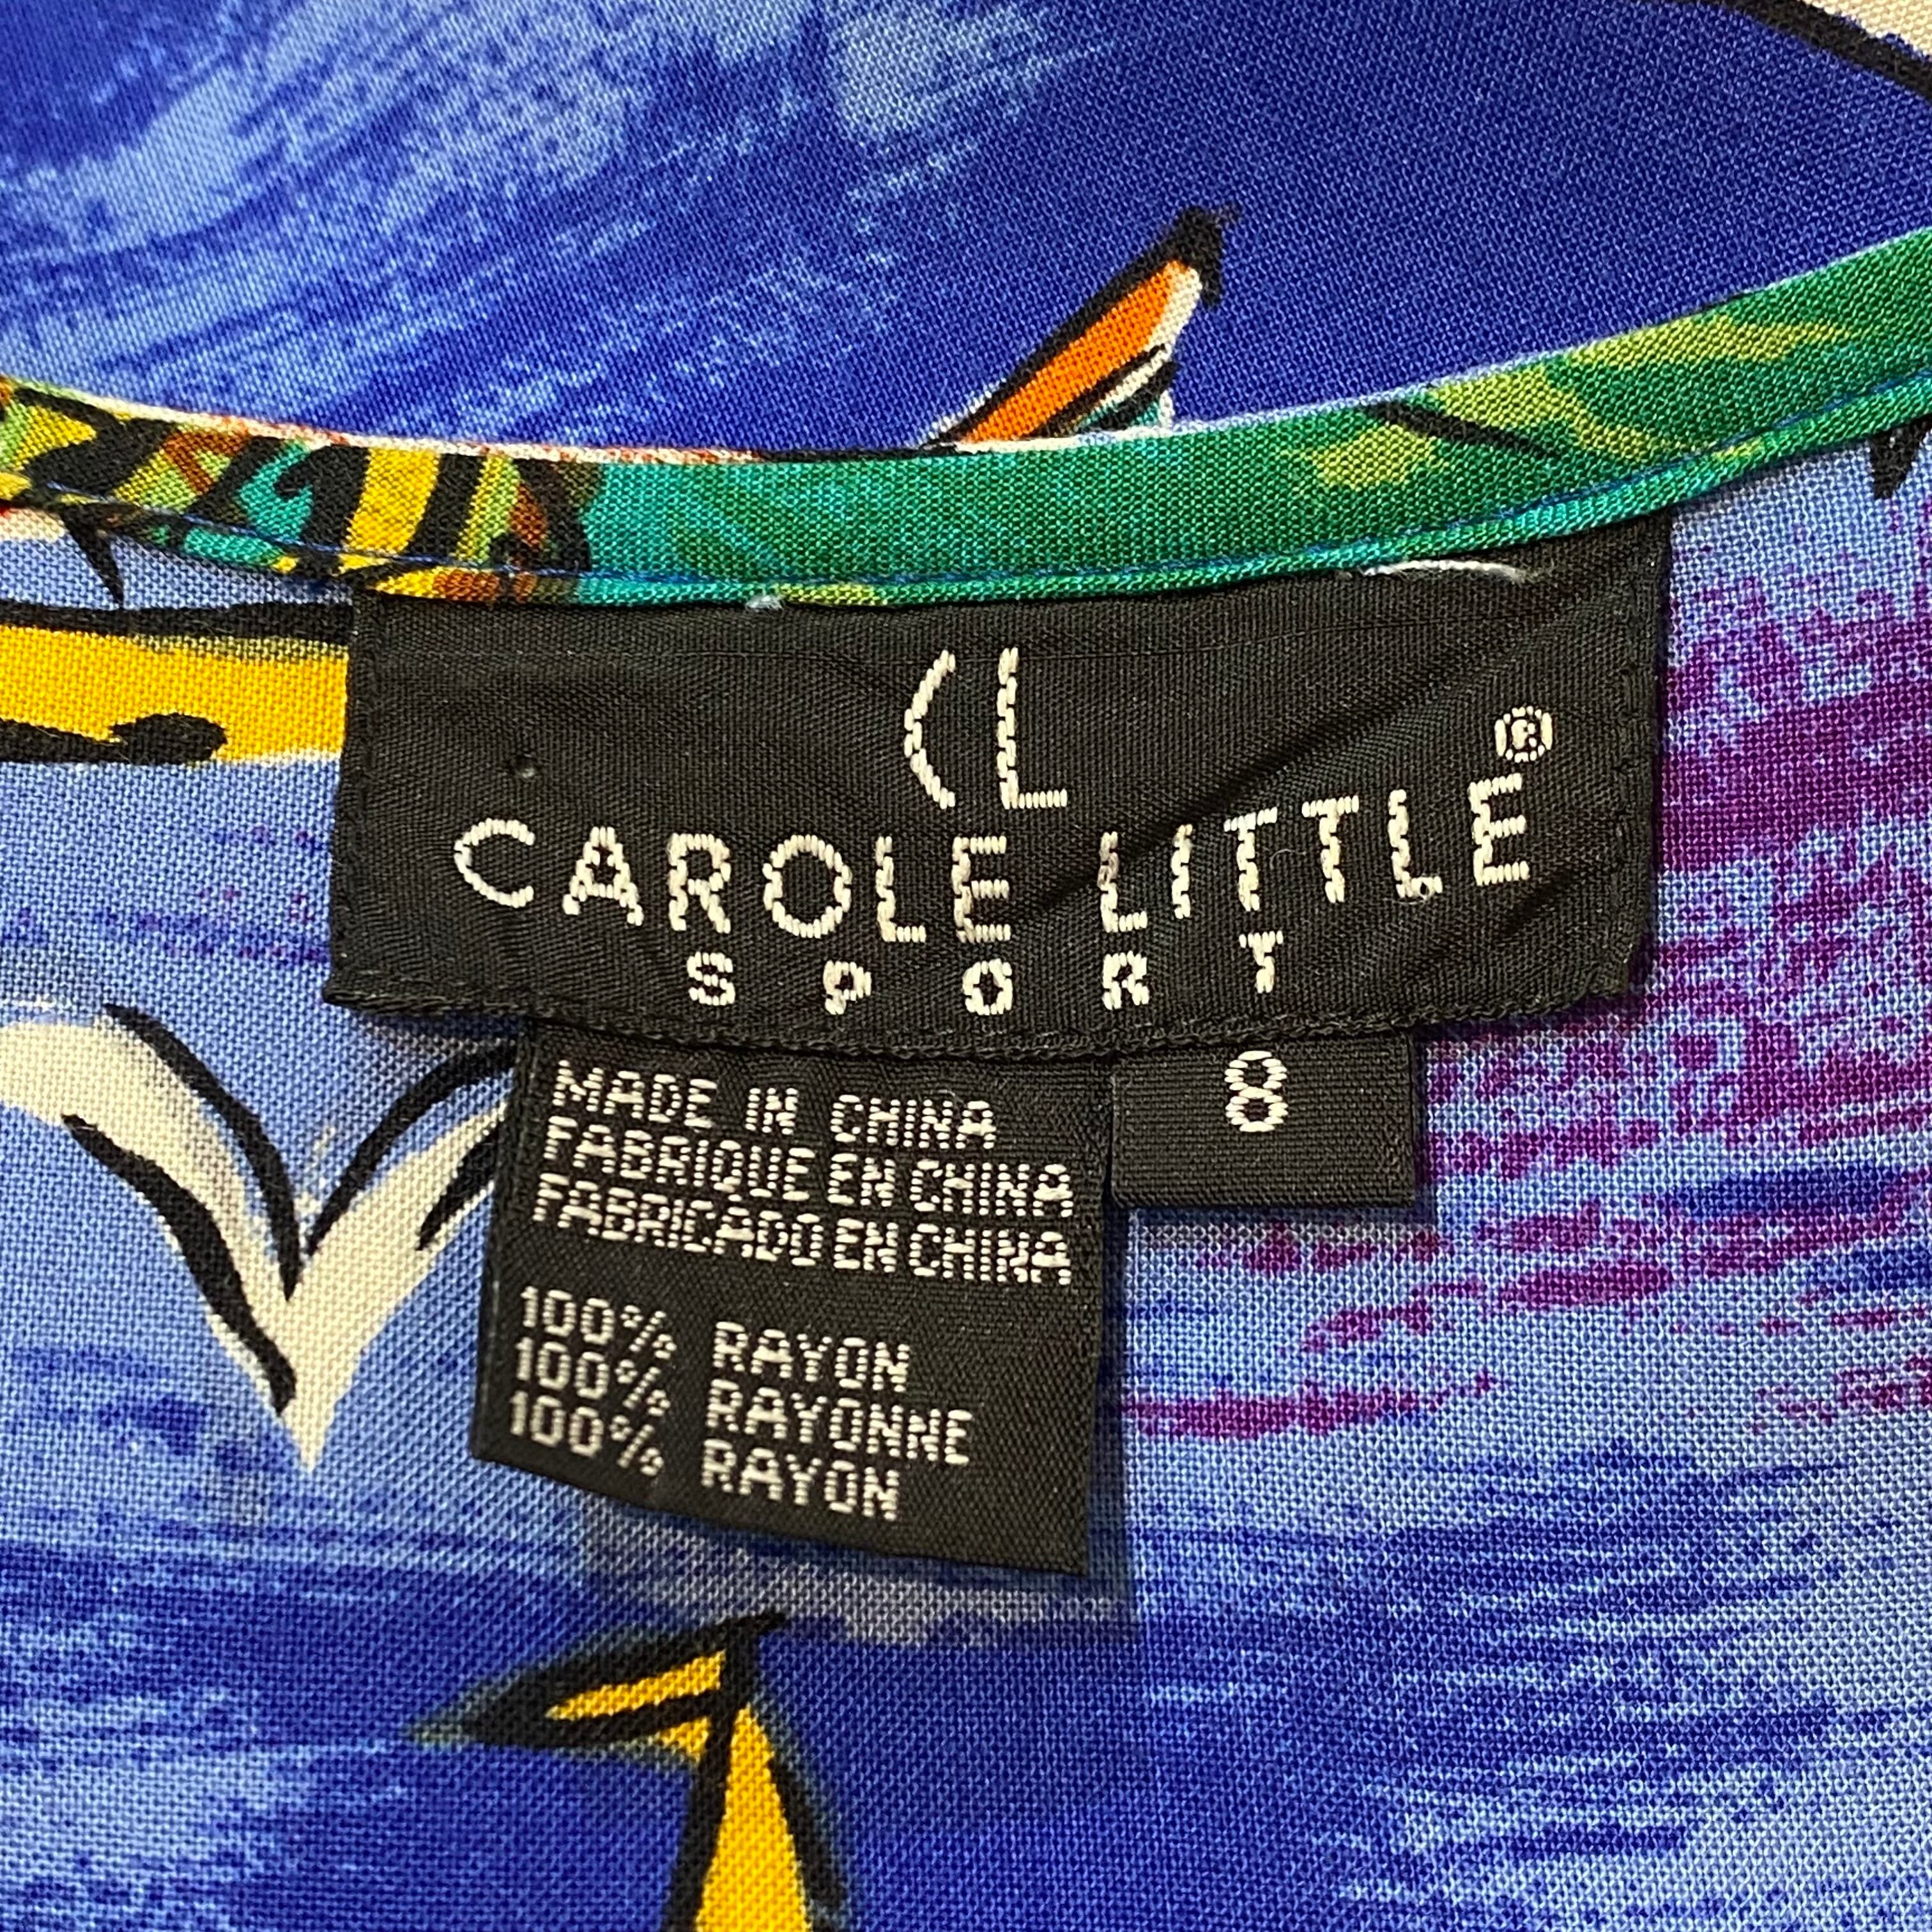 CL
CAROLE LITTLE®
SPORT
8
MADE IN CHINA
FABRIQUE EN CHINA
FABRICADO EN CHINA
100% RAYON
100% RAYONNE
100% RAYON